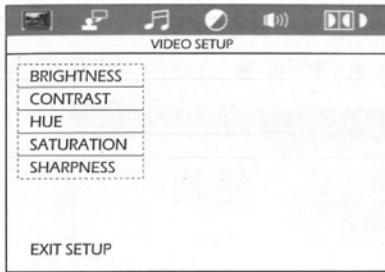 VIDEO SETUP
BRIGHTNESS
CONTRAST
HUE
SATURATION
SHARPNESS
EXIT SETUP